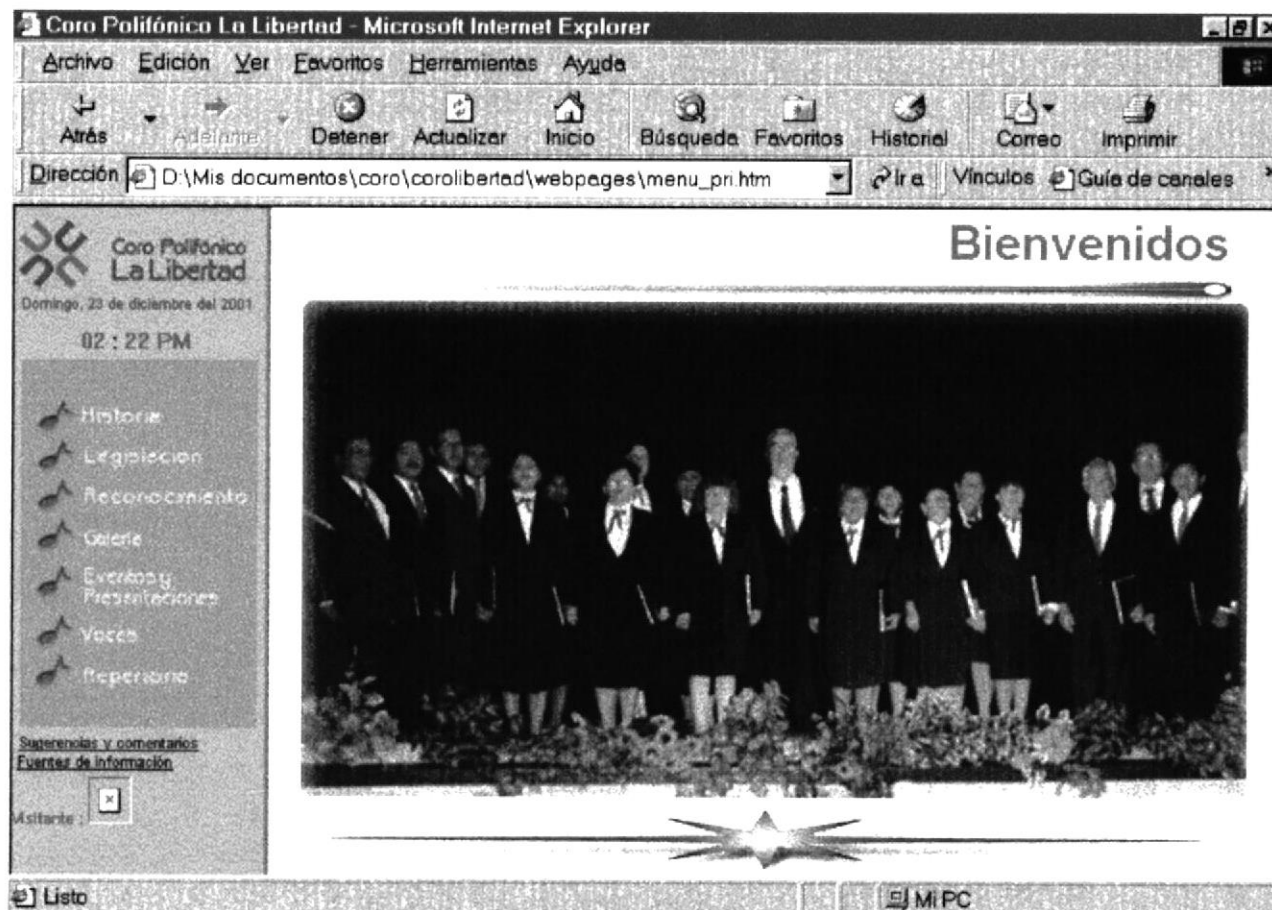 Coro Polifónico La Libertad - Microsoft Internet Explorer
Archivo Edición Ver Favoritos Herramientas Ayuda
Atrás Adelante Detener Actualizar Inicio Búsqueda Favoritos Historial Correo Imprimir
Dirección D:\Mis documentos\coro\corolibertad\webpages\menu_pri.htm Ir a Vínculos Guía de canales
Coro Polifónico
La Libertad
Domingo, 23 de diciembre del 2001
02 : 22 PM
Historia
Legislación
Reconocimiento
Galería
Eventos y
Presentaciones
Voces
Repertorio
Sugerencias y comentarios
Fuentes de Información
Visitante :
Bienvenidos
Listo Mi PC